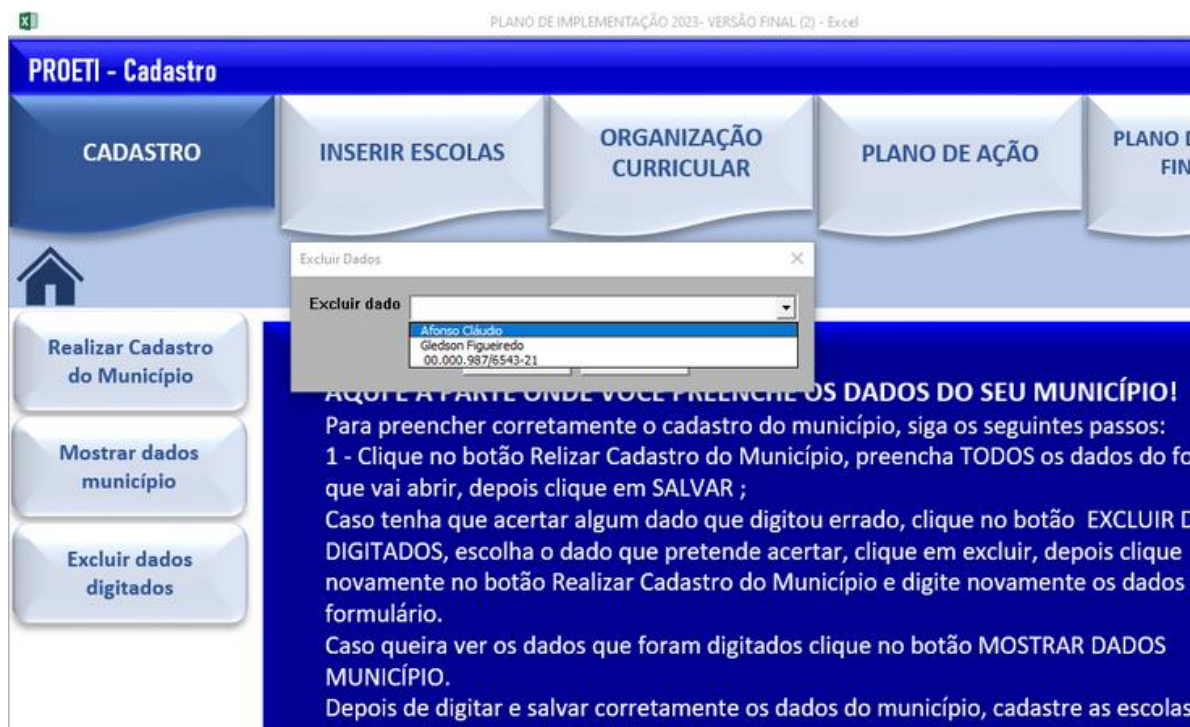 PLANO DE IMPLEMENTAÇÃO 2023- VERSÃO FINAL (2) - Excel
PROETI - Cadastro
CADASTRO
INSERIR ESCOLAS
ORGANIZAÇÃO
CURRICULAR
PLANO DE AÇÃO
PLANO
FIN
Excluir Dados
Excluir dado
Afonso Cláudio
Gledson Figueiredo
00.000.987/6543-21
Realizar Cadastro
do Município
Mostrar dados
município
Excluir dados
digitados
AQUI É A PARTE ONDE VOCÊ PREENCHE OS DADOS DO SEU MUNICÍPIO!
Para preencher corretamente o cadastro do município, siga os seguintes passos:
1 - Clique no botão Relizar Cadastro do Município, preencha TODOS os dados do fo
que vai abrir, depois clique em SALVAR ;
Caso tenha que acertar algum dado que digitou errado, clique no botão EXCLUIR D
DIGITADOS, escolha o dado que pretende acertar, clique em excluir, depois clique
novamente no botão Realizar Cadastro do Município e digite novamente os dados
formulário.
Caso queira ver os dados que foram digitados clique no botão MOSTRAR DADOS
MUNICÍPIO.
Depois de digitar e salvar corretamente os dados do município, cadastre as escolas